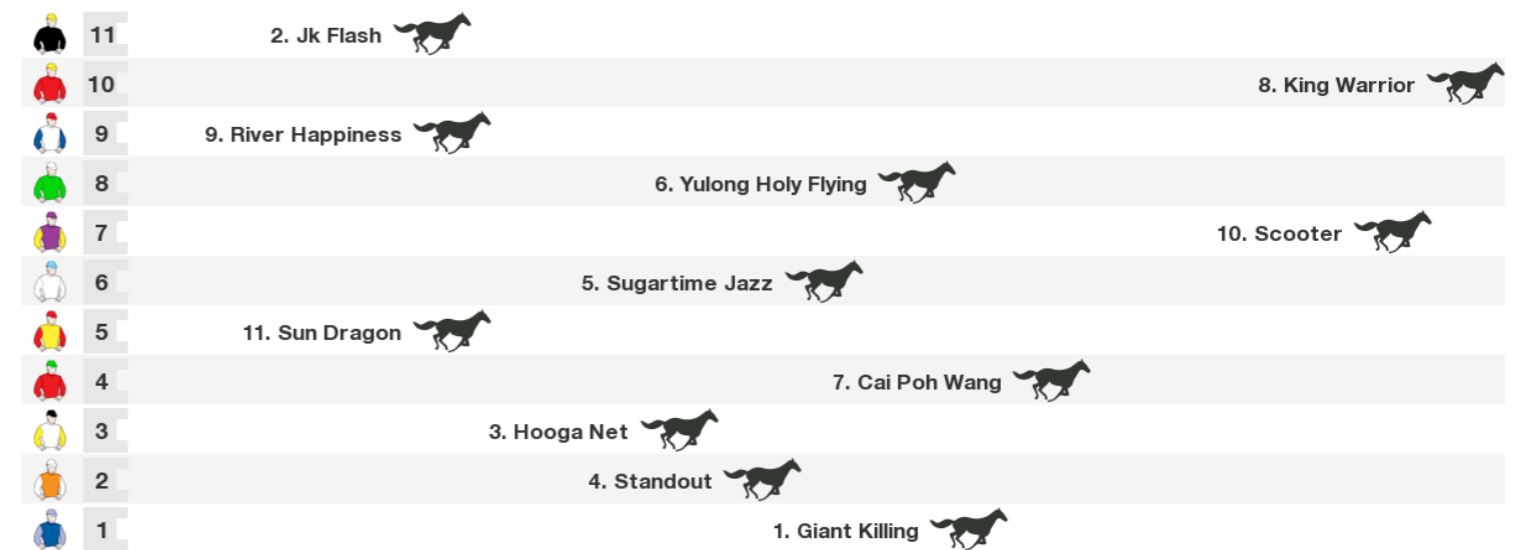 11 2. Jk Flash
10 8. King Warrior
9 9. River Happiness
8 6. Yulong Holy Flying
7 10. Scooter
6 5. Sugartime Jazz
5 11. Sun Dragon
4 7. Cai Poh Wang
3 3. Hooga Net
2 4. Standout
1 1. Giant Killing